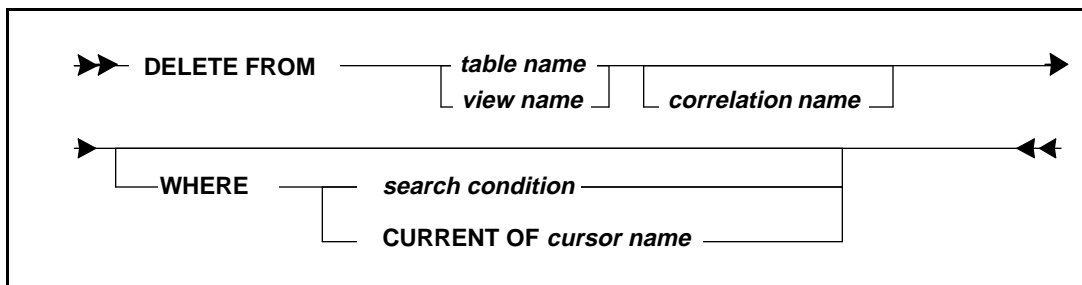 DELETE FROM table name
view name correlation name
WHERE search condition
CURRENT OF cursor name